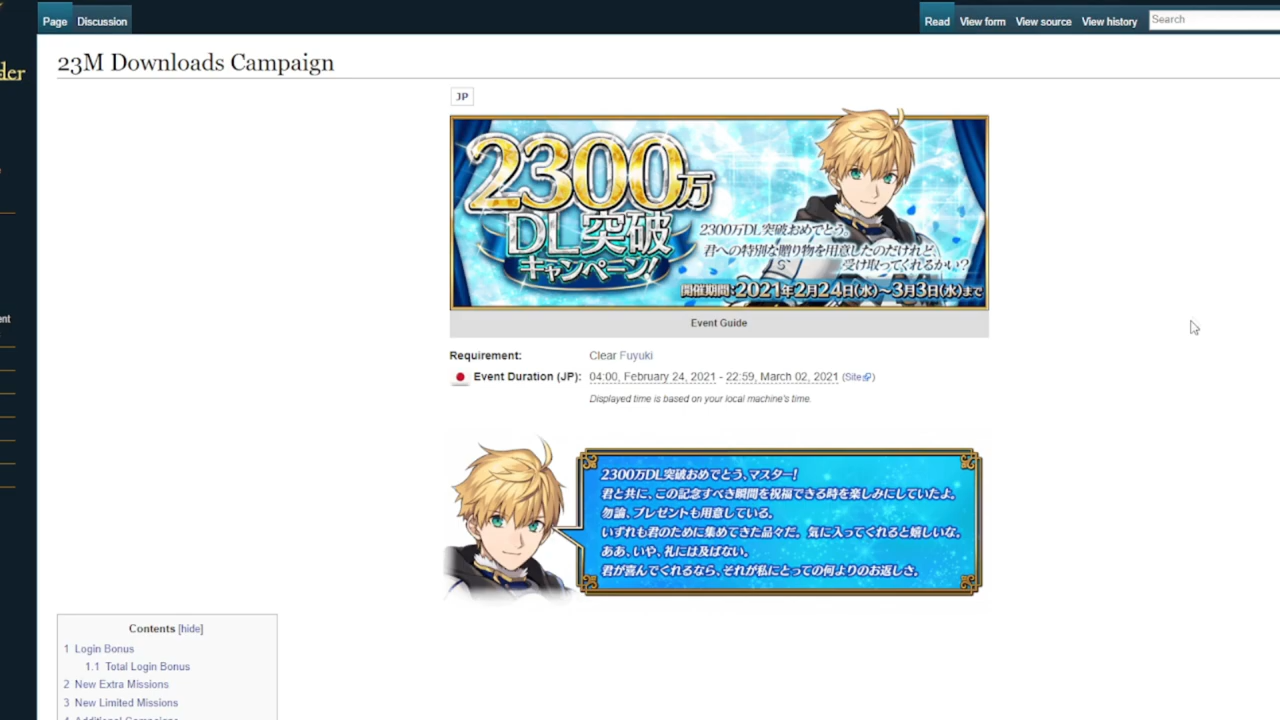 Page Discussion
Read View form View source View history Search
der
23M Downloads Campaign
JP
2300万
DL突破
キャンペーン!
2300万DL突破おめでとう。
君への特別な贈り物を用意したのだけれど、
受け取ってくれるかい?
開催期間:2021年2月24日(水)～3月3日(水)まで
Event Guide
Requirement: Clear Fuyuki
Event Duration (JP): 04:00, February 24, 2021 - 22:59, March 02, 2021 (Site)
Displayed time is based on your local machine's time.
nt
2300万DL突破おめでとう、マスター!
君と共に、この記念すべき瞬間を祝福できる時を楽しみにしていたよ。
勿論、プレゼントも用意している。
いずれも君のために集めてきた品々だ。気に入ってくれると嬉しいな。
ああ、いや、礼には及ばない。
君が喜んでくれるなら、それが私にとっての何よりのお返しさ。
Contents [hide]
1 Login Bonus
1.1 Total Login Bonus
2 New Extra Missions
3 New Limited Missions
4 Additional Campaigns